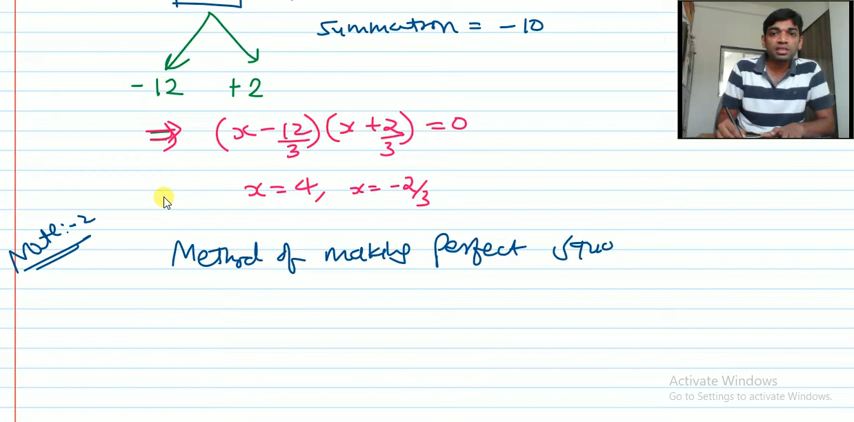 Summation = -10
-12 +2
⇒ (x - 12/3) (x + 2/3) = 0
x = 4, x = -2/3
Note:-2
Method of making perfect squa
Activate Windows
Go to Settings to activate Windows.